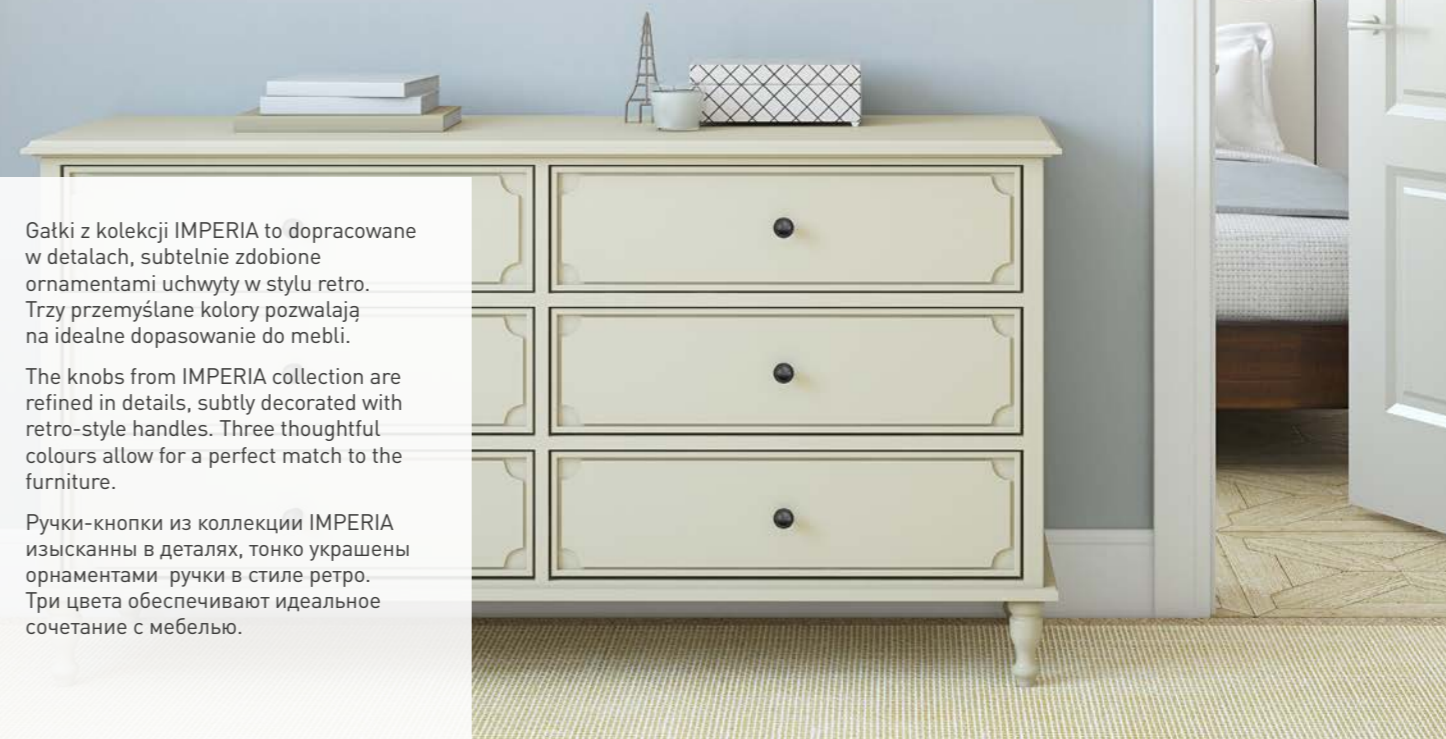 Gałki z kolekcji IMPERIA to dopracowane
w detalach, subtelnie zdobione
ornamentami uchwyty w stylu retro.
Trzy przemyślane kolory pozwalają
na idealne dopasowanie do mebli.
The knobs from IMPERIA collection are
refined in details, subtly decorated with
retro-style handles. Three thoughtful
colours allow for a perfect match to the
furniture.
Ручки-кнопки из коллекции IMPERIA
изысканны в деталях, тонко украшены
орнаментами  ручки в стиле ретро.
Три цвета обеспечивают идеальное
сочетание с мебелью.